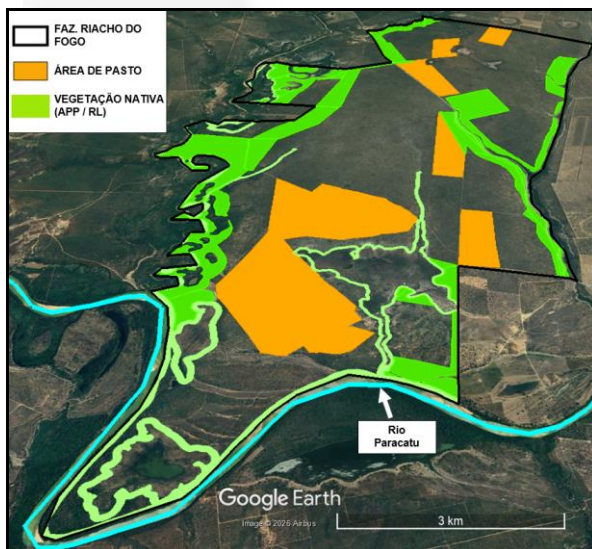 FAZ. RIACHO DO
FOGO
ÁREA DE PASTO
VEGETAÇÃO NATIVA
(APP / RL)
Rio
Paracatu
Google Earth
Image © 2026 Airbus
3 km